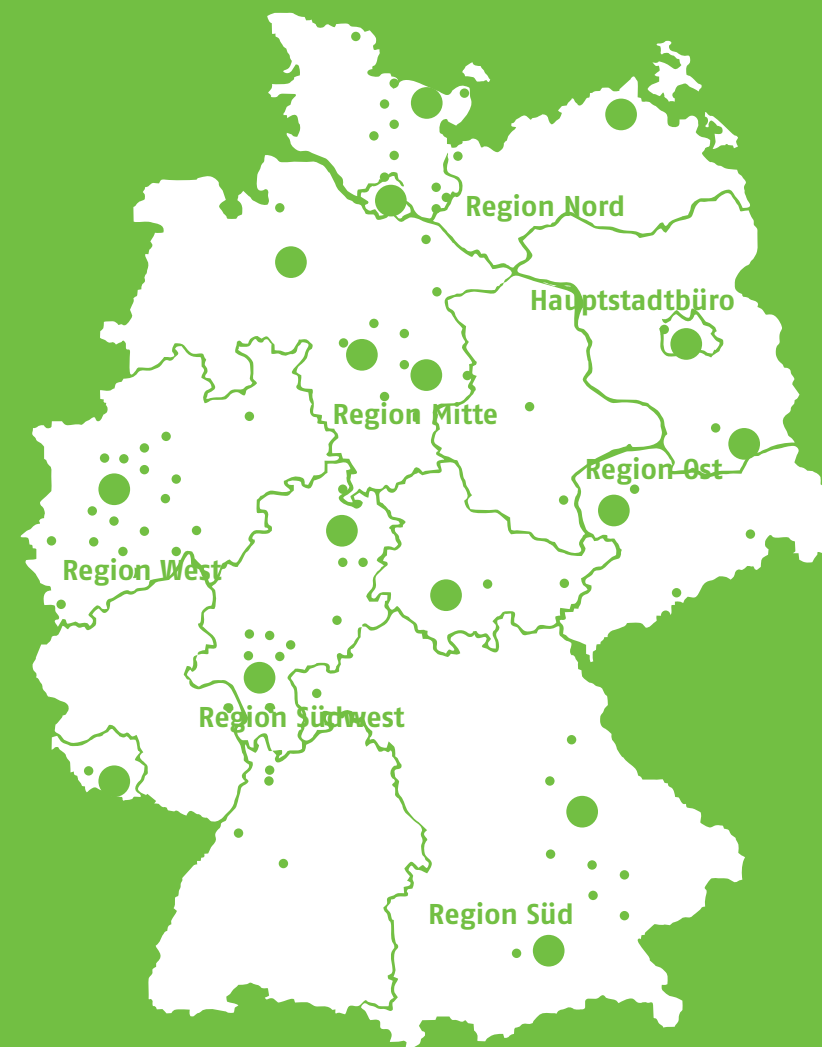 Region Nord
Hauptstadtbüro
Region Mitte
Region Ost
Region West
Region Südwest
Region Süd